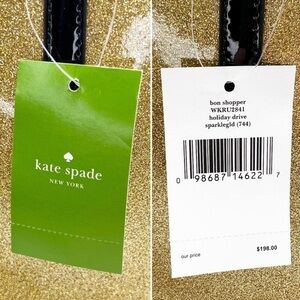 kate spade
NEW YORK
bon shopper
WKRU2841
holiday drive
sparklegld (744)
0 98687 14622 7
our price
$198.00